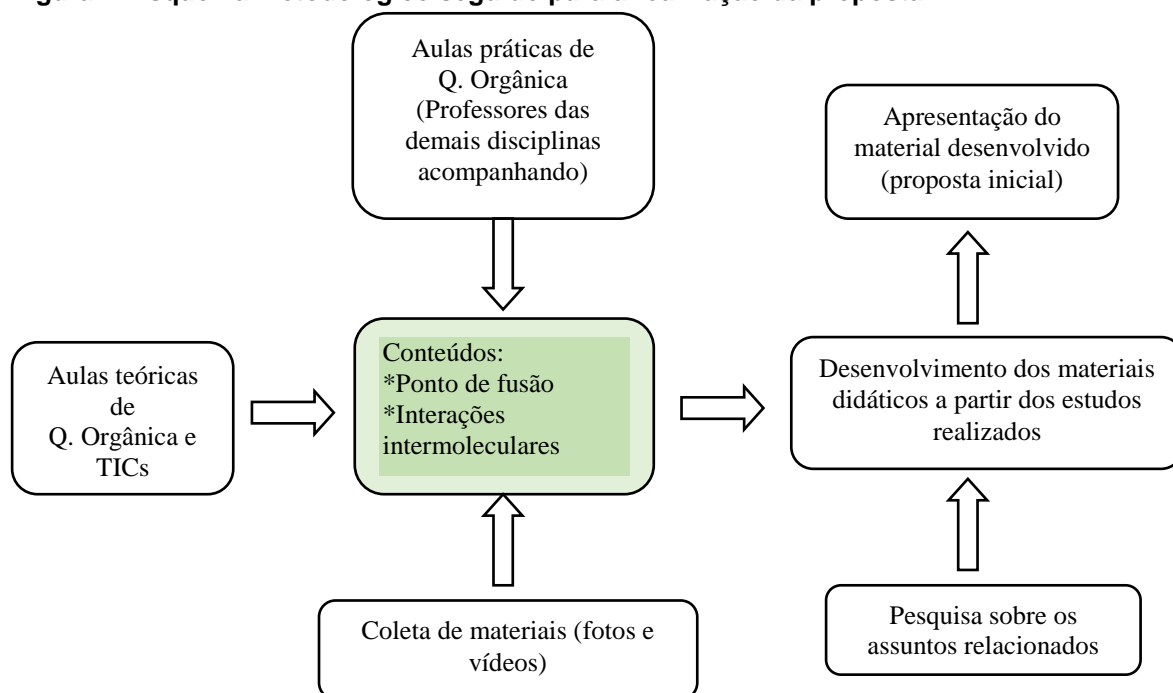 Aulas práticas de
Q. Orgânica
(Professores das
demais disciplinas
acompanhando)
Apresentação do
material desenvolvido
(proposta inicial)
Aulas teóricas
de
Q. Orgânica e
TICs
Conteúdos:
*Ponto de fusão
*Interações
intermoleculares
Desenvolvimento dos materiais
didáticos a partir dos estudos
realizados
Coleta de materiais (fotos e
vídeos)
Pesquisa sobre os
assuntos relacionados